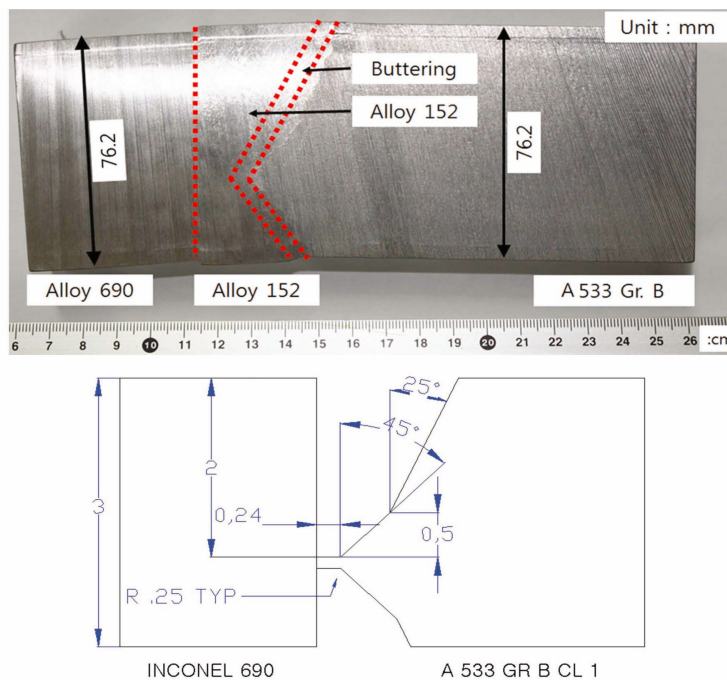 Unit : mm
Buttering
Alloy 152
76.2
76.2
Alloy 690
Alloy 152
A 533 Gr. B
6 7 8 9 10 11 12 13 14 15 16 17 18 19 20 21 22 23 24 25 26 :cm
25°
45°
2
3
0,24
0,5
R .25 TYP
INCONEL 690
A 533 GR B CL 1